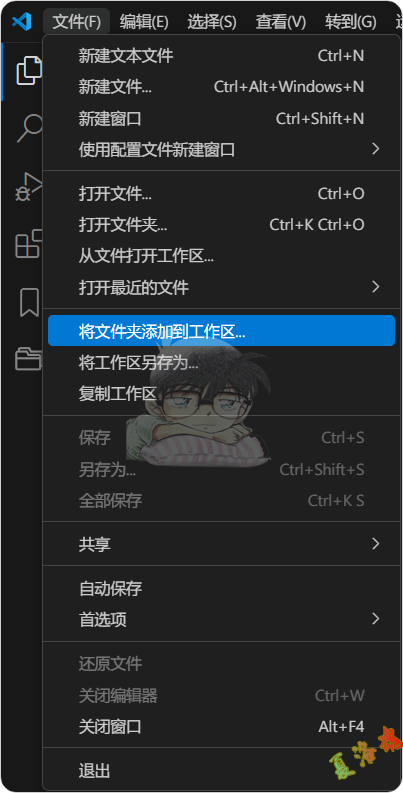 文件(F) 编辑(E) 选择(S) 查看(V) 转到(G)
新建文本文件 Ctrl+N
新建文件... Ctrl+Alt+Windows+N
新建窗口 Ctrl+Shift+N
使用配置文件新建窗口
打开文件... Ctrl+O
打开文件夹... Ctrl+K Ctrl+O
从文件打开工作区...
打开最近的文件
将文件夹添加到工作区...
将工作区另存为...
复制工作区
保存 Ctrl+S
另存为... Ctrl+Shift+S
全部保存 Ctrl+K S
共享
自动保存
首选项
还原文件
关闭编辑器 Ctrl+W
关闭窗口 Alt+F4
退出
夏洛